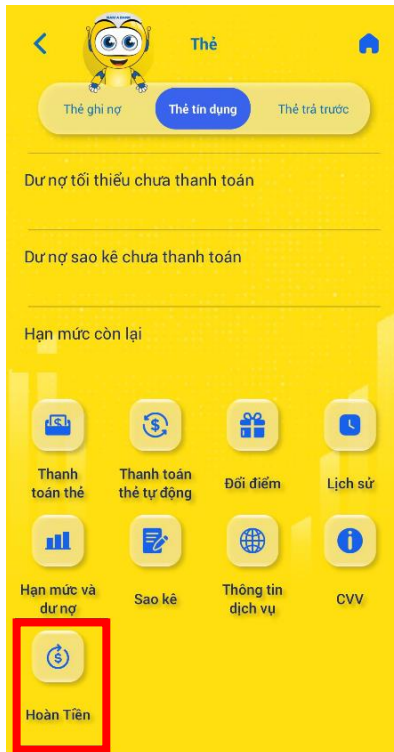 Thẻ
Thẻ ghi nợ
Thẻ tín dụng
Thẻ trả trước
Dư nợ tối thiểu chưa thanh toán
Dư nợ sao kê chưa thanh toán
Hạn mức còn lại
Thanh
toán thẻ
Thanh toán
thẻ tự động
Đổi điểm
Lịch sử
Hạn mức và
dư nợ
Sao kê
Thông tin
dịch vụ
CVV
Hoàn Tiền